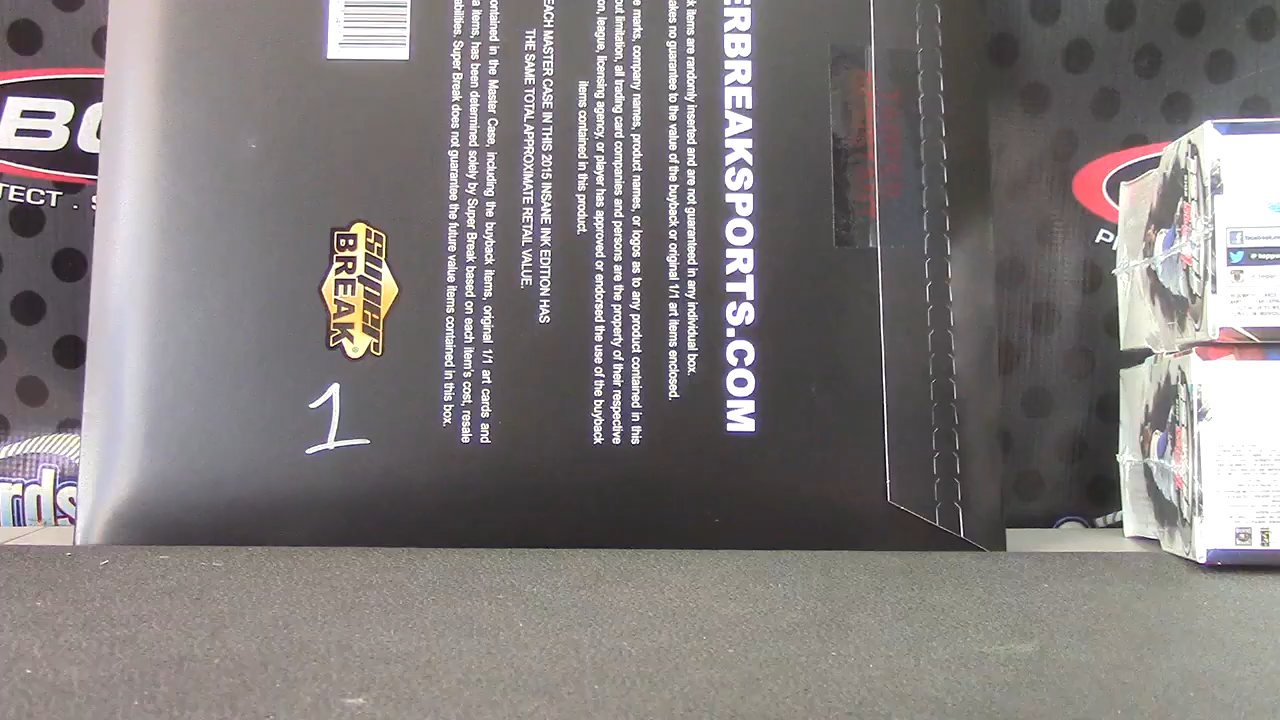 ERBREAKSPORTS.COM
k items are randomly inserted and are not guaranteed in any individual box.
akes no guarantee to the value of the buyback or original 1/1 art items enclosed.
e marks, company names, product names, or logos as to any product contained in this
out limitation, all trading card companies and persons are the property of their respective
on, league, licensing agency, or player has approved or endorsed the use of the buyback
items contained in this product.
EACH MASTER CASE IN THIS 2015 INSANE INK EDITION HAS
THE SAME TOTAL APPROXIMATE RETAIL VALUE.
ontained in the Master Case, including the buyback items, original 1/1 art cards and
a items, has been determined solely by Super Break based on each item's cost, resale
abilities. Super Break does not guarantee the future value items contained in this box.
SUPER
BREAK®
1
BC
TECT . S
rds
P